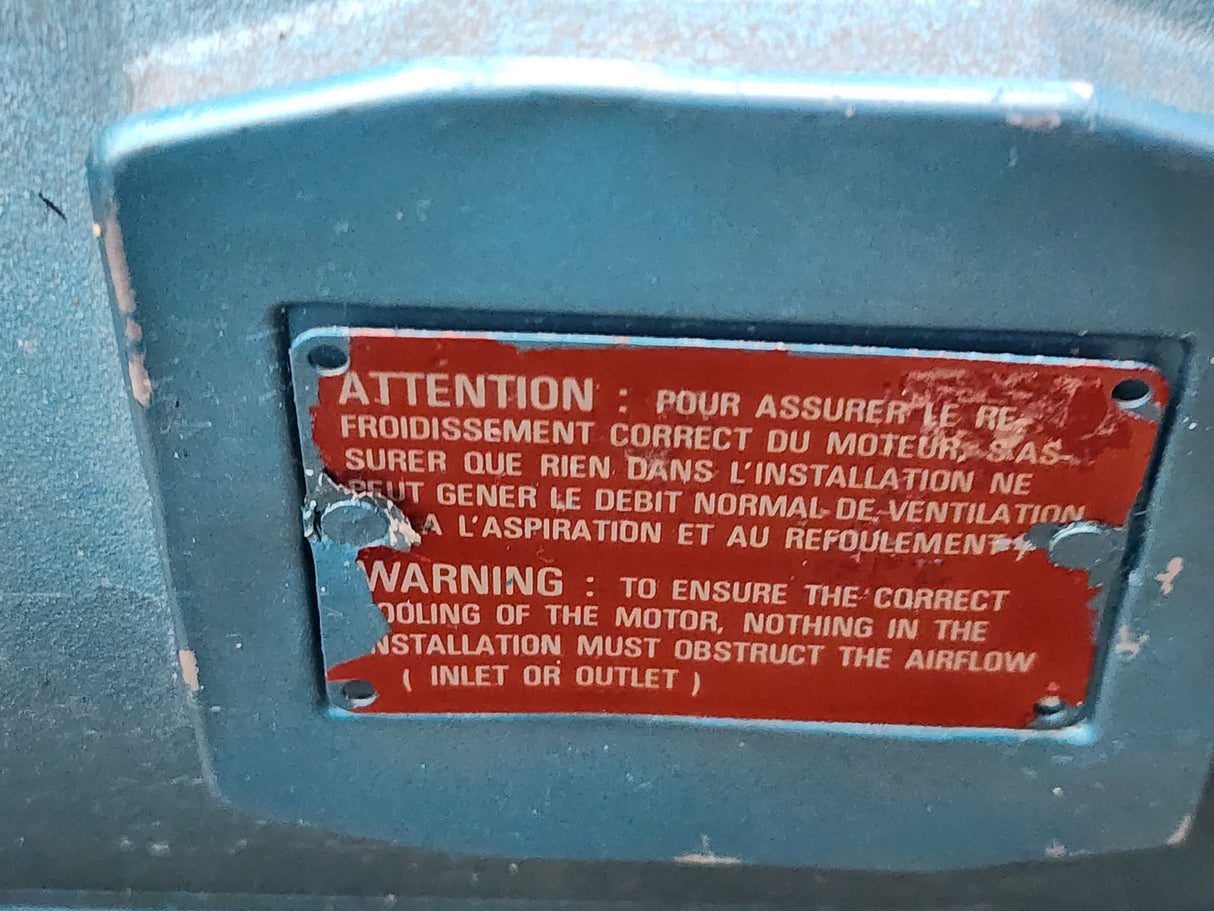 ATTENTION : POUR ASSURER LE RE-
FROIDISSEMENT CORRECT DU MOTEUR, S'AS-
SURER QUE RIEN DANS L'INSTALLATION NE
PEUT GENER LE DEBIT NORMAL DE VENTILATION
A L'ASPIRATION ET AU REFOULEMENT
WARNING : TO ENSURE THE CORRECT
OOLING OF THE MOTOR, NOTHING IN THE
NSTALLATION MUST OBSTRUCT THE AIRFLOW
( INLET OR OUTLET )